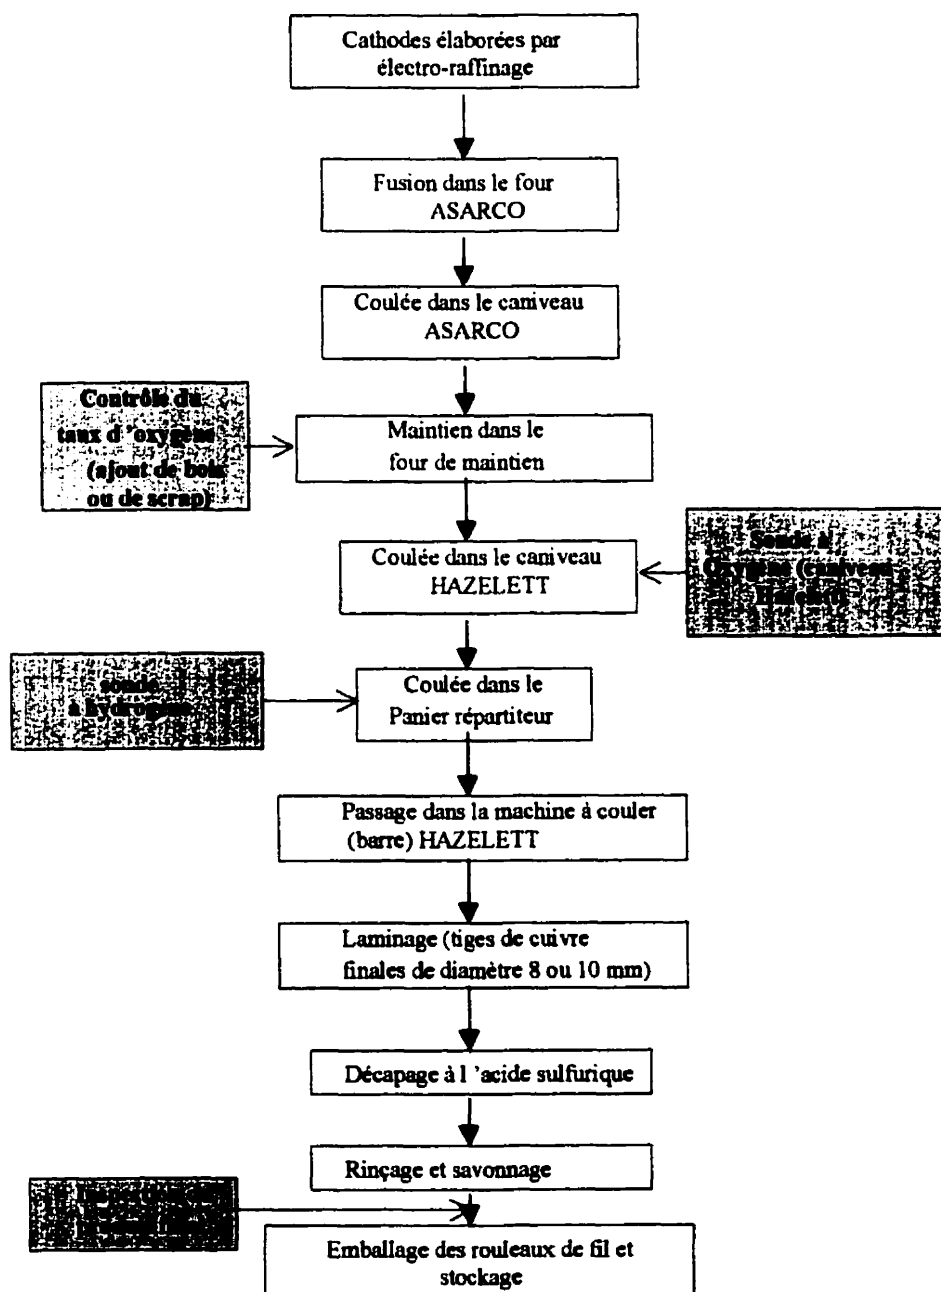 Cathodes élaborées par
électro-raffinage
Fusion dans le four
ASARCO
Coulée dans le caniveau
ASARCO
Contrôle du
taux d 'oxygène
(ajout de bois
ou de scrap)
Maintien dans le
four de maintien
Coulée dans le caniveau
HAZELETT
Sonde à
Oxygène (caniveau
sonde
à hydrogène
Coulée dans le
Panier répartiteur
Passage dans la machine à couler
(barre) HAZELETT
Laminage (tiges de cuivre
finales de diamètre 8 ou 10 mm)
Décapage à l 'acide sulfurique
Rinçage et savonnage
Inspection
Emballage des rouleaux de fil et
stockage